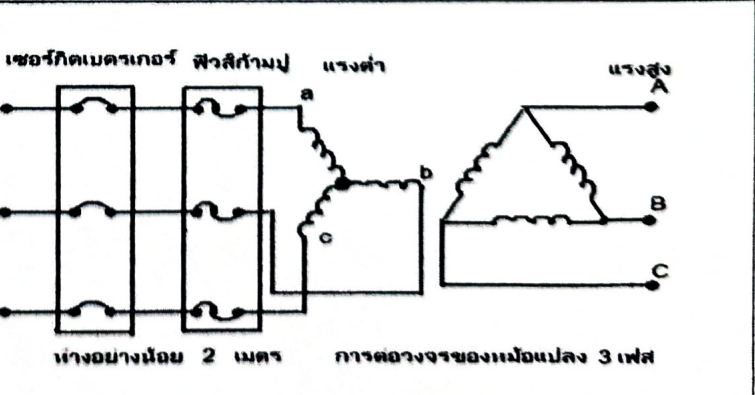 เซอร์กิตเบรคเกอร์ ฟิวส์ก้ามปู แรงต่ำ
แรงสูง
a
A
b
B
c
C
ห่างอย่างน้อย 2 เมตร
การต่อวงจรของหม้อแปลง 3 เฟส